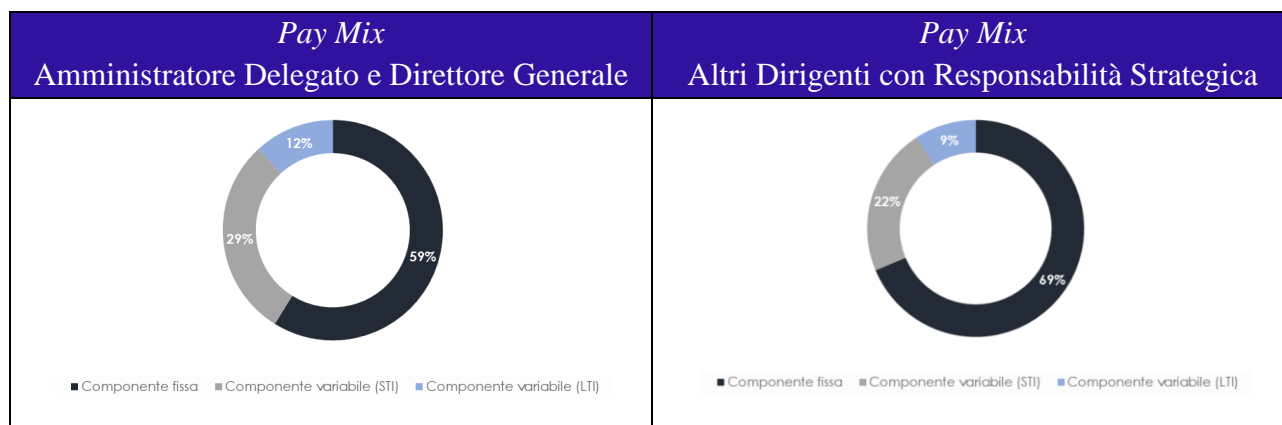 Pay Mix
Amministratore Delegato e Direttore Generale
Pay Mix
Altri Dirigenti con Responsabilità Strategica
12%
29%
59%
Componente fissa Componente variabile (STI) Componente variabile (LTI)
9%
22%
69%
Componente fissa Componente variabile (STI) Componente variabile (LTI)